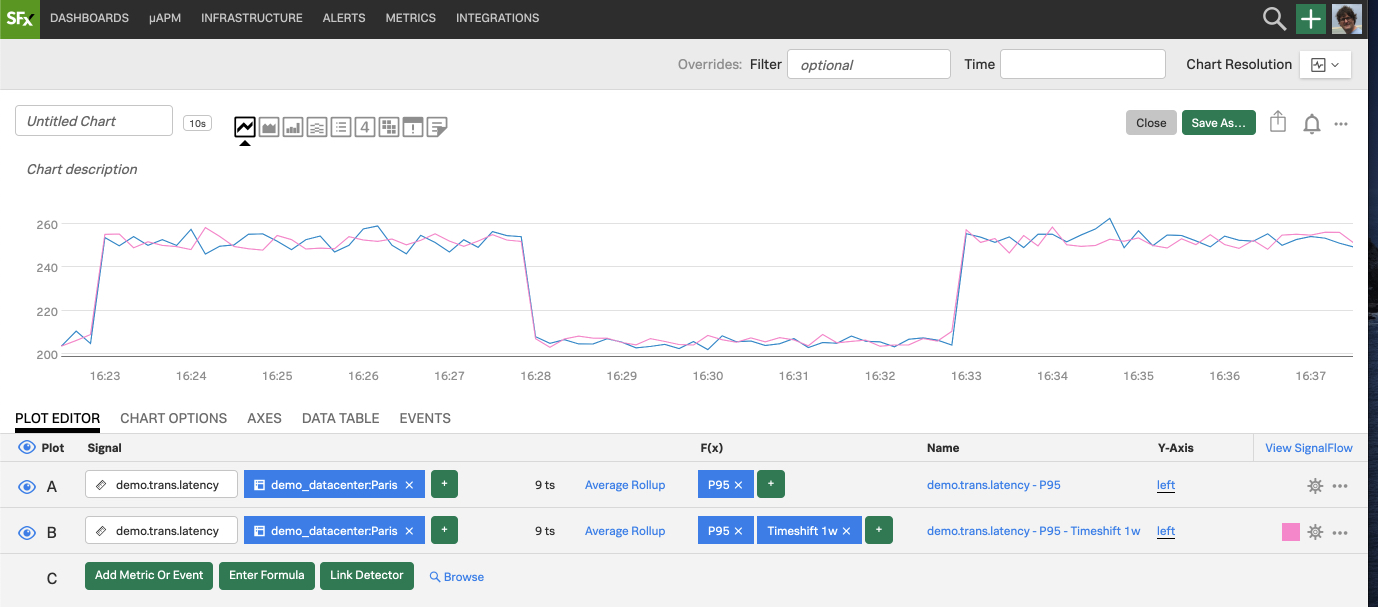 SFx DASHBOARDS µAPM INFRASTRUCTURE ALERTS METRICS INTEGRATIONS
Overrides: Filter optional Time Chart Resolution
Untitled Chart 10s 4 Close Save As...
Chart description
260
240
220
200
16:23 16:24 16:25 16:26 16:27 16:28 16:29 16:30 16:31 16:32 16:33 16:34 16:35 16:36 16:37
PLOT EDITOR CHART OPTIONS AXES DATA TABLE EVENTS
Plot Signal F(x) Name Y-Axis View SignalFlow
A demo.trans.latency demo_datacenter:Paris × + 9 ts Average Rollup P95 × + demo.trans.latency - P95 left
B demo.trans.latency demo_datacenter:Paris × + 9 ts Average Rollup P95 × Timeshift 1w × + demo.trans.latency - P95 - Timeshift 1w left
C Add Metric Or Event Enter Formula Link Detector Browse